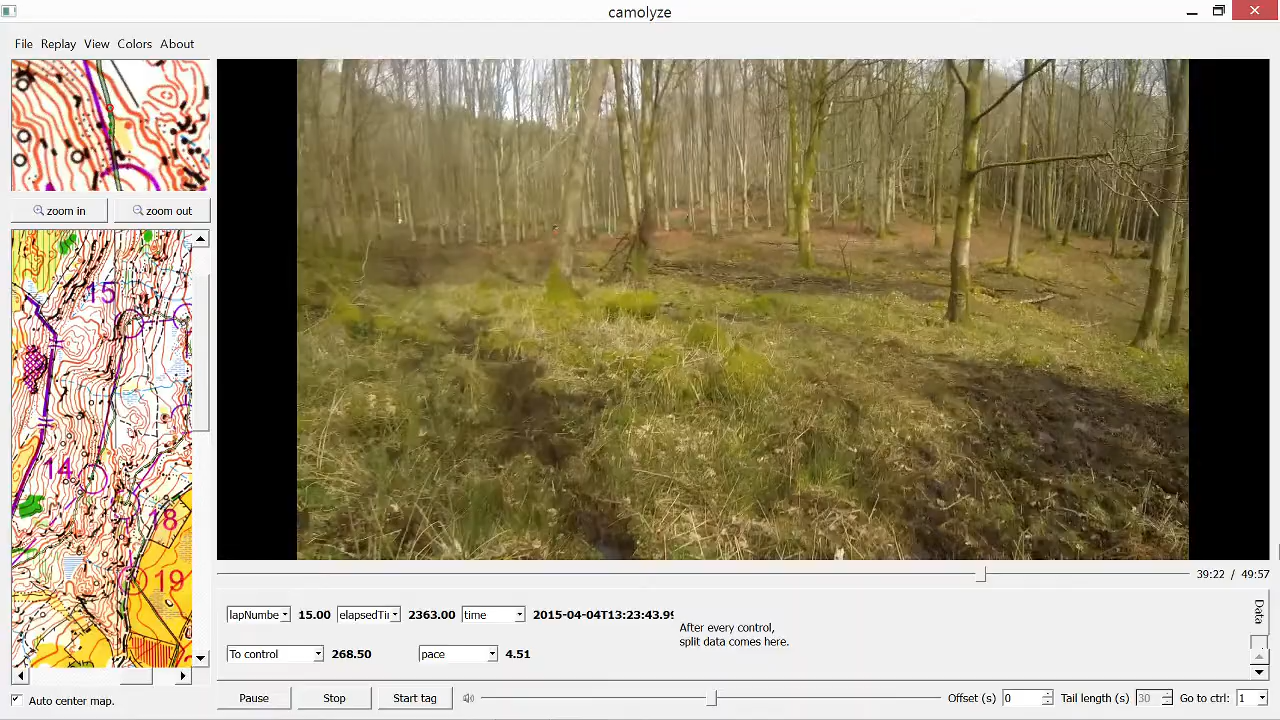 camolyze
File Replay View Colors About
zoom in zoom out
15
14
18
19
39:22 / 49:57
lapNumbe 15.00 elapsedTii 2363.00 time 2015-04-04T13:23:43.99
After every control,
split data comes here.
Data
To control 268.50 pace 4.51
Pause Stop Start tag Offset (s) 0 Tail length (s) 30 Go to ctrl: 1
Auto center map.